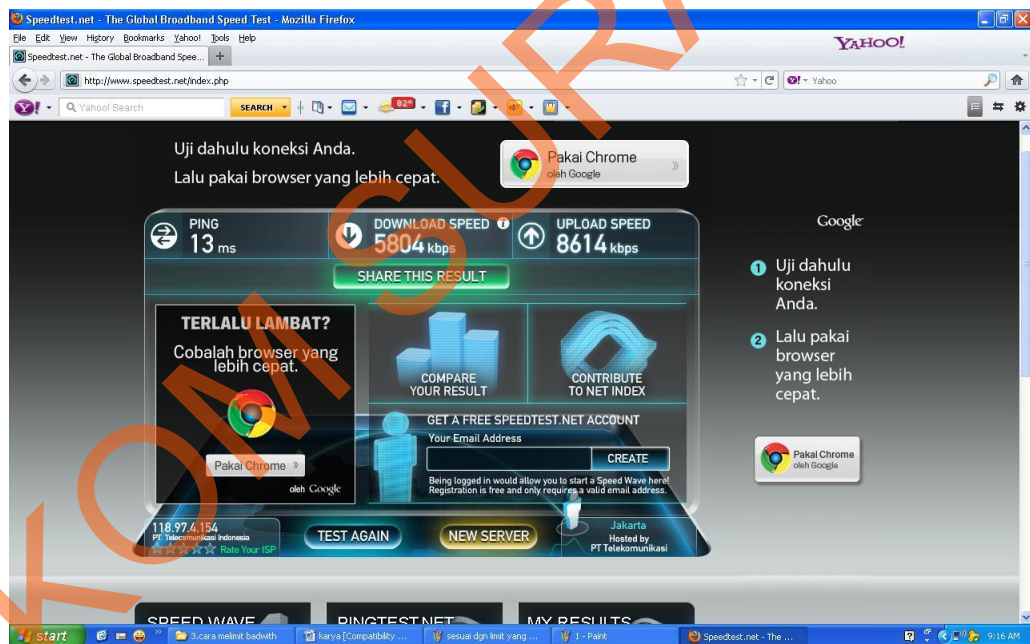 Speedtest.net - The Global Broadband Speed Test - Mozilla Firefox
File Edit View History Bookmarks Yahoo! Tools Help
YAHOO!
Speedtest.net - The Global Broadband Spee...
http://www.speedtest.net/index.php
Yahoo
Yahoo! Search
SEARCH
82°
Uji dahulu koneksi Anda.
Lalu pakai browser yang lebih cepat.
Pakai Chrome
oleh Google
PING
13 ms
DOWNLOAD SPEED
5804 kbps
UPLOAD SPEED
8614 kbps
SHARE THIS RESULT
Google
1 Uji dahulu
koneksi
Anda.
2 Lalu pakai
browser
yang lebih
cepat.
Pakai Chrome
oleh Google
TERLALU LAMBAT?
Cobalah browser yang
lebih cepat.
Pakai Chrome
oleh Google
COMPARE
YOUR RESULT
CONTRIBUTE
TO NET INDEX
GET A FREE SPEEDTEST.NET ACCOUNT
Your Email Address
CREATE
Being logged in would allow you to start a Speed Wave here!
Registration is free and only requires a valid email address.
118.97.4.154
PT. Telecomunikasi Indonesia
Rate Your ISP
TEST AGAIN
NEW SERVER
Jakarta
Hosted by
PT Telekomunikasi
SPEED WAVE
PINGTEST.NET
MY RESULTS
start
3.cara melimit badwith
karya [Compatibility ...
sesuai dgn limit yang ...
1 - Paint
Speedtest.net - The ...
9:16 AM
KOM SURA